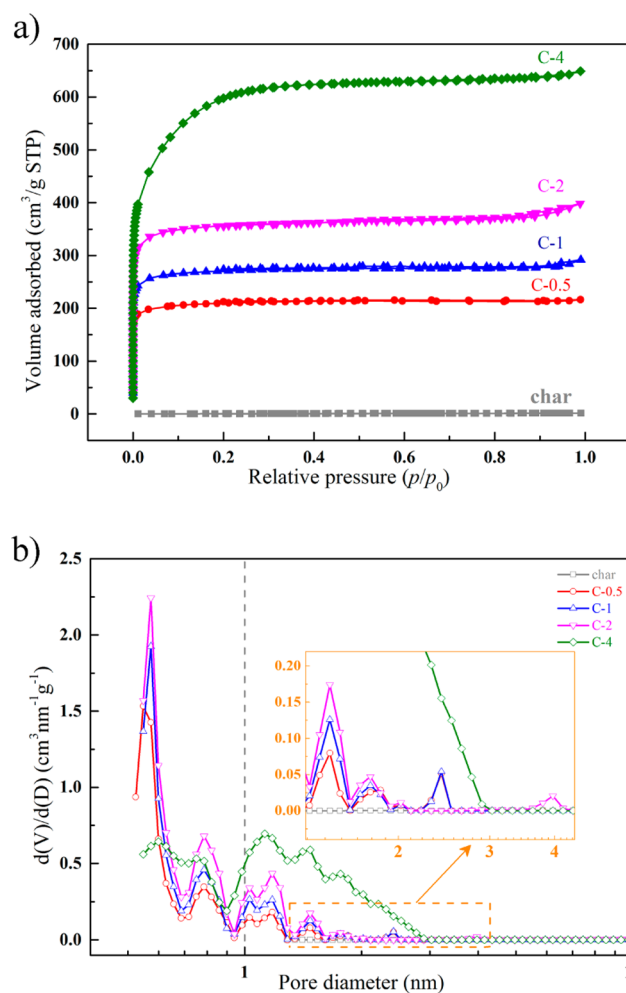 a)
700
600
500
400
300
200
100
0
Volume adsorbed (cm³/g STP)
C-4
C-2
C-1
C-0.5
char
0.0 0.2 0.4 0.6 0.8 1.0
Relative pressure (p/p₀)
b)
2.5
2.0
1.5
1.0
0.5
0.0
d(V)/d(D) (cm³nm⁻¹g⁻¹)
char
C-0.5
C-1
C-2
C-4
0.20
0.15
0.10
0.05
0.00
2 3 4
1
Pore diameter (nm)